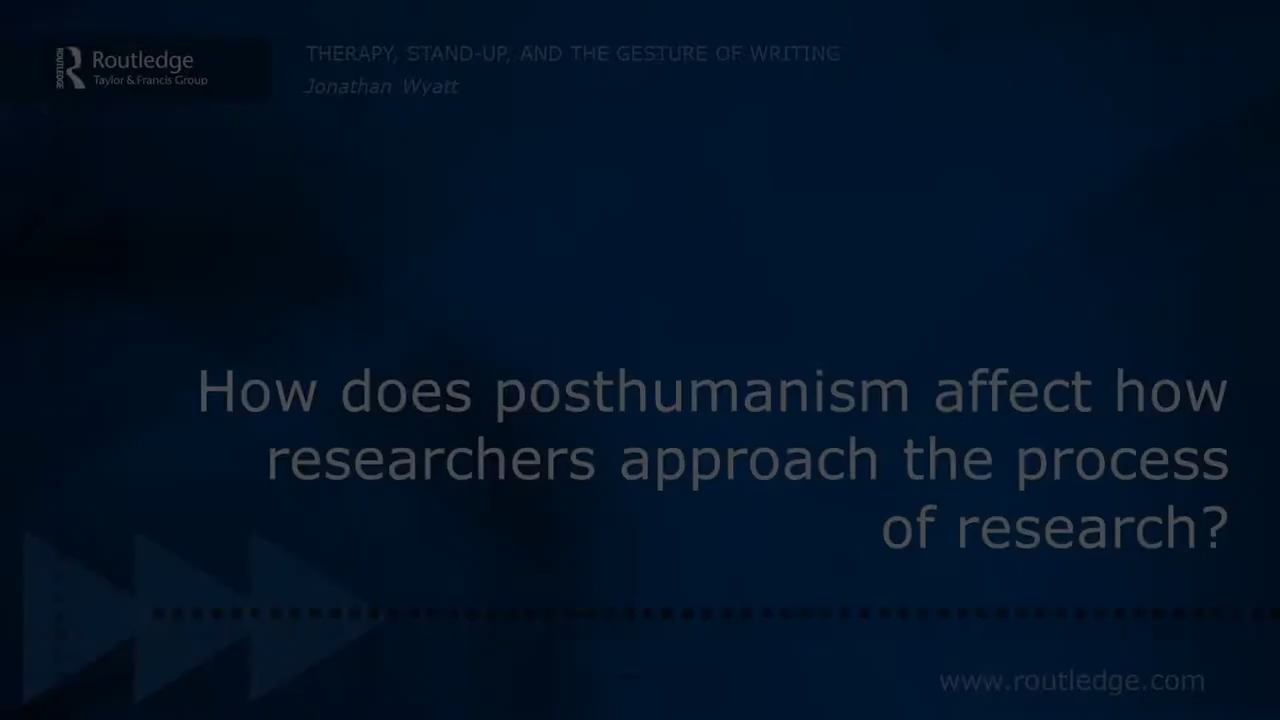 ROUTLEDGE
Routledge
Taylor & Francis Group
THERAPY, STAND-UP, AND THE GESTURE OF WRITING
Jonathan Wyatt
How does posthumanism affect how
researchers approach the process
of research?
www.routledge.com